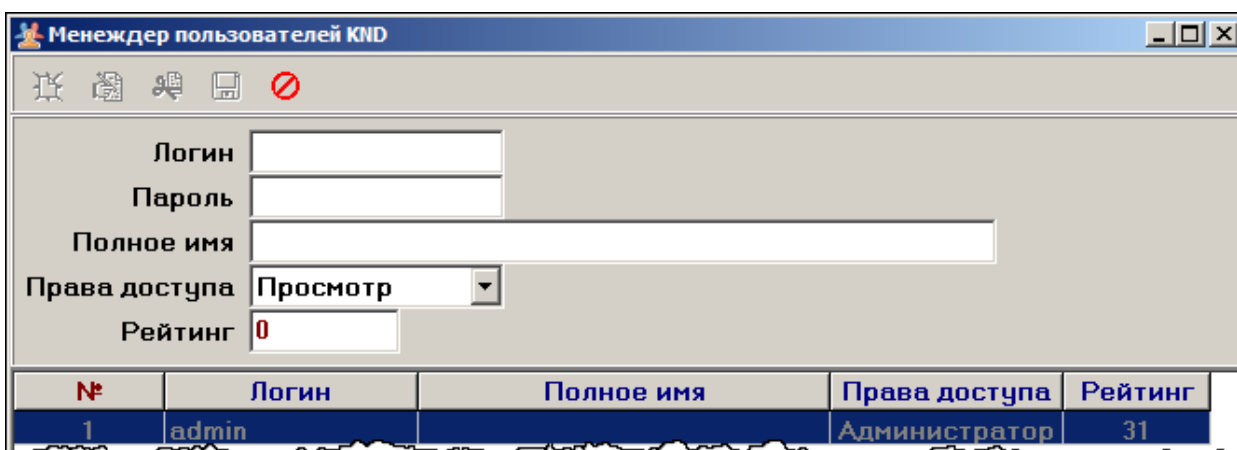 Менеждер пользователей KND
Логин
Пароль
Полное имя
Права доступа Просмотр
Рейтинг 0
№ Логин Полное имя Права доступа Рейтинг
1 admin Администратор 31